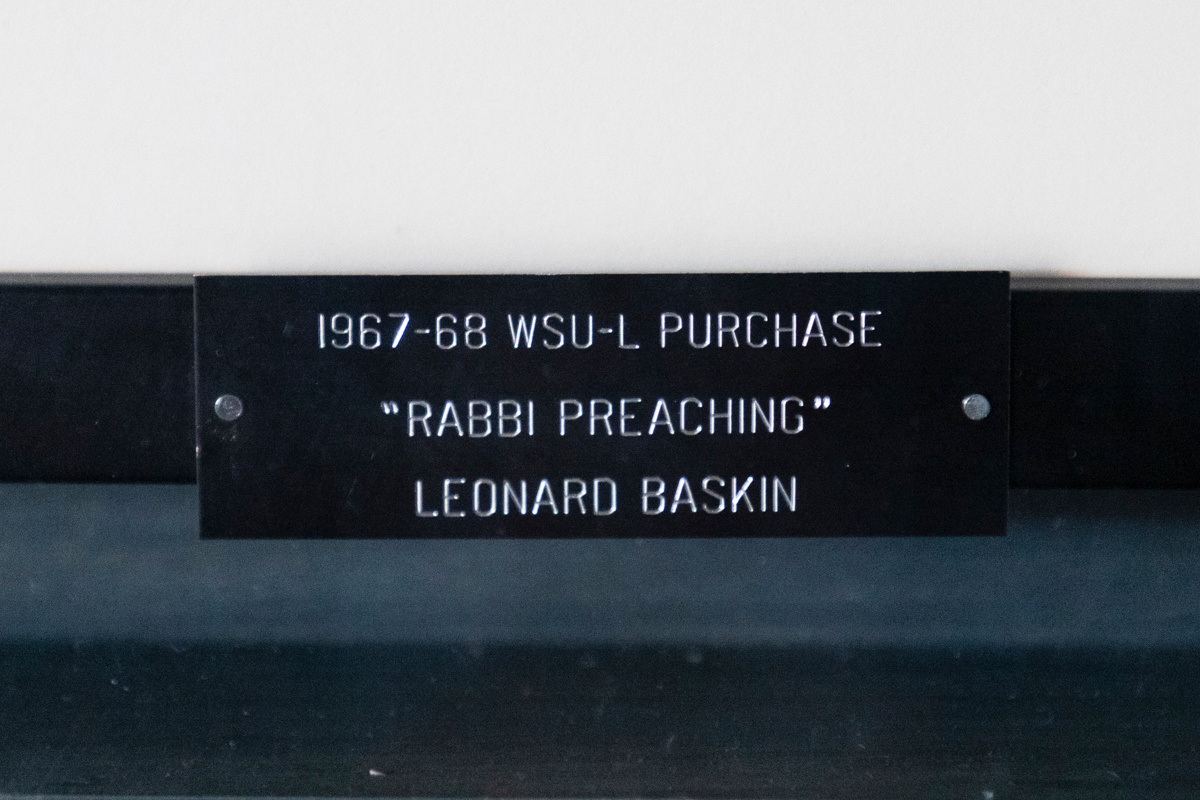 1967-68 WSU-L PURCHASE
“RABBI PREACHING”
LEONARD BASKIN